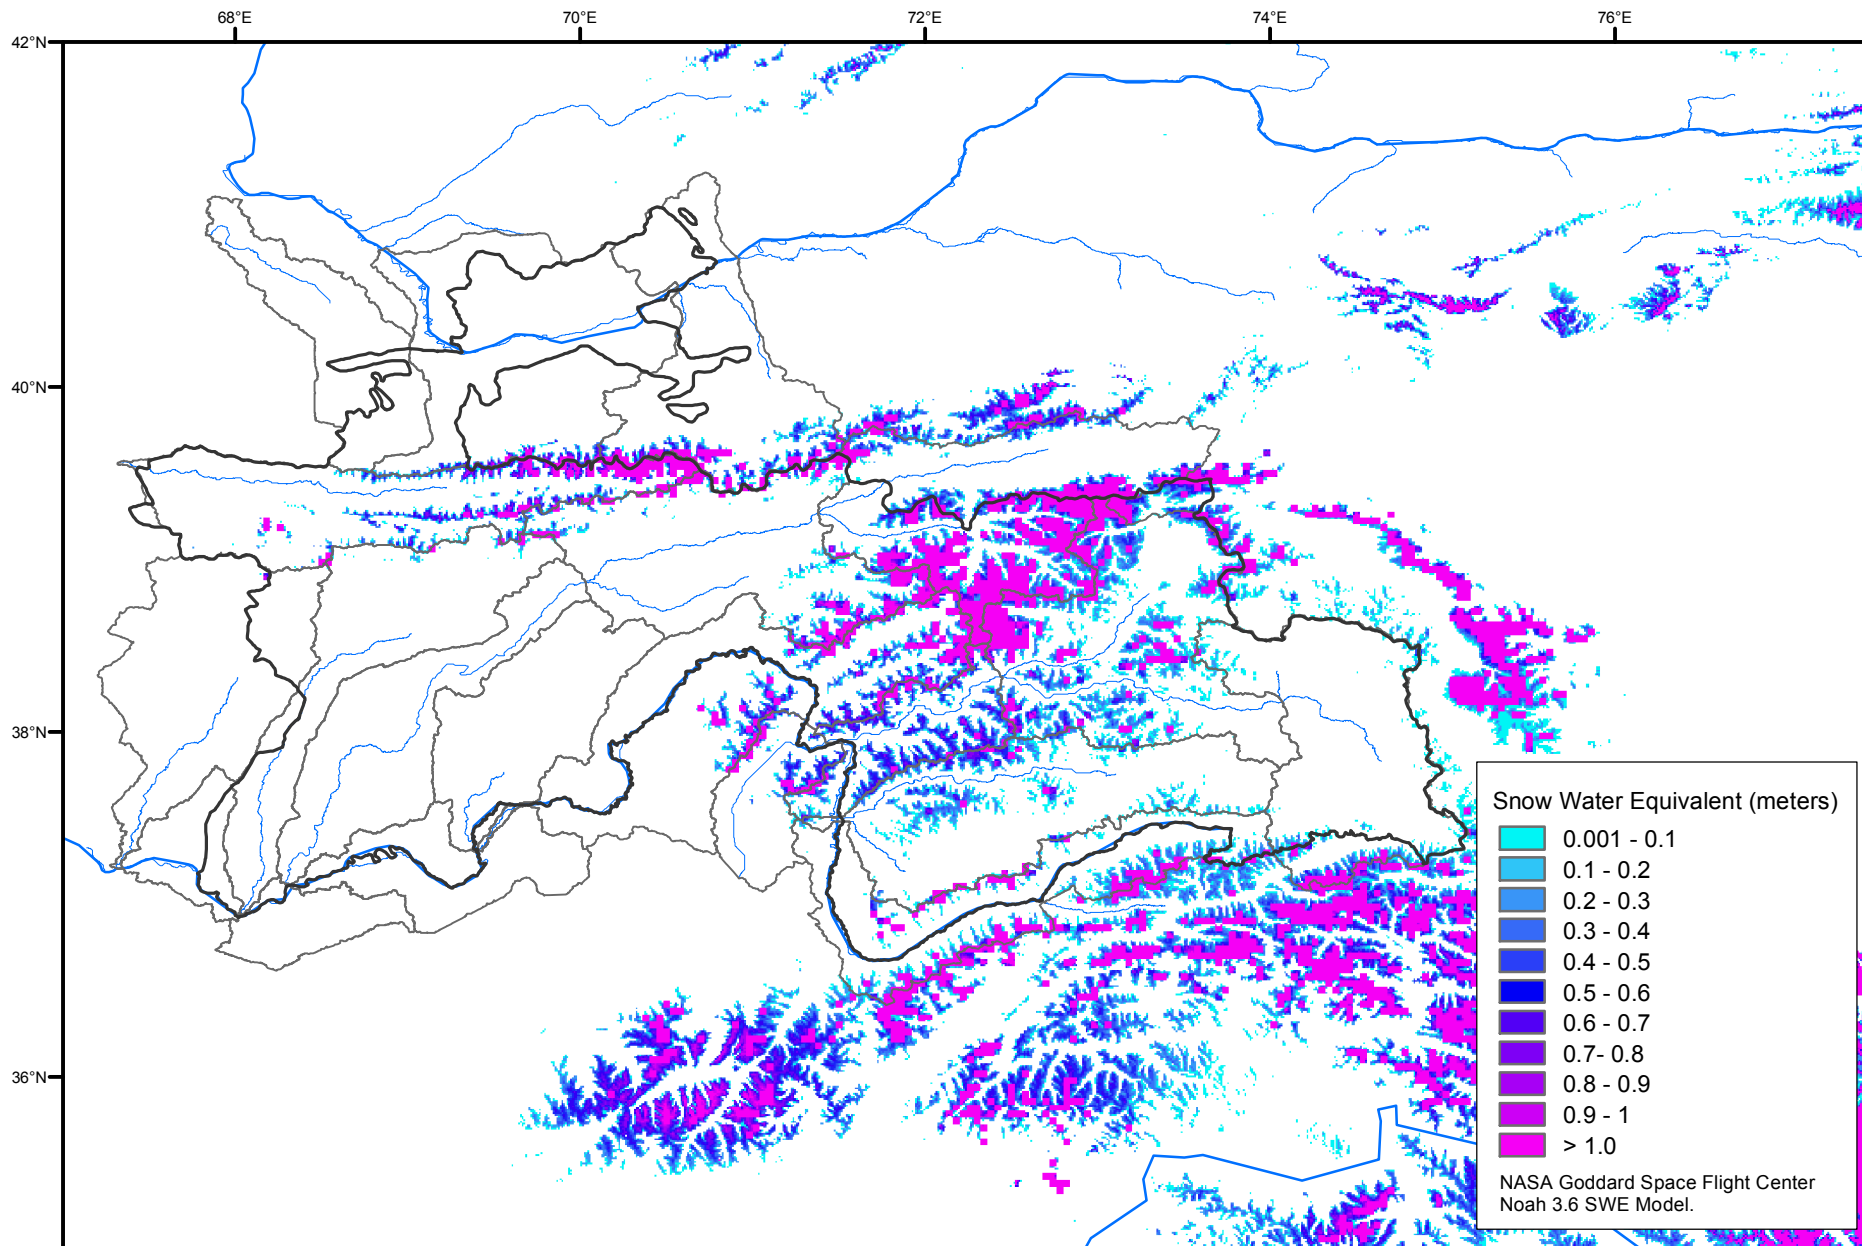 68°E 70°E 72°E 74°E 76°E
42°N
40°N
38°N
36°N
Snow Water Equivalent (meters)
0.001 - 0.1
0.1 - 0.2
0.2 - 0.3
0.3 - 0.4
0.4 - 0.5
0.5 - 0.6
0.6 - 0.7
0.7- 0.8
0.8 - 0.9
0.9 - 1
> 1.0
NASA Goddard Space Flight Center
Noah 3.6 SWE Model.